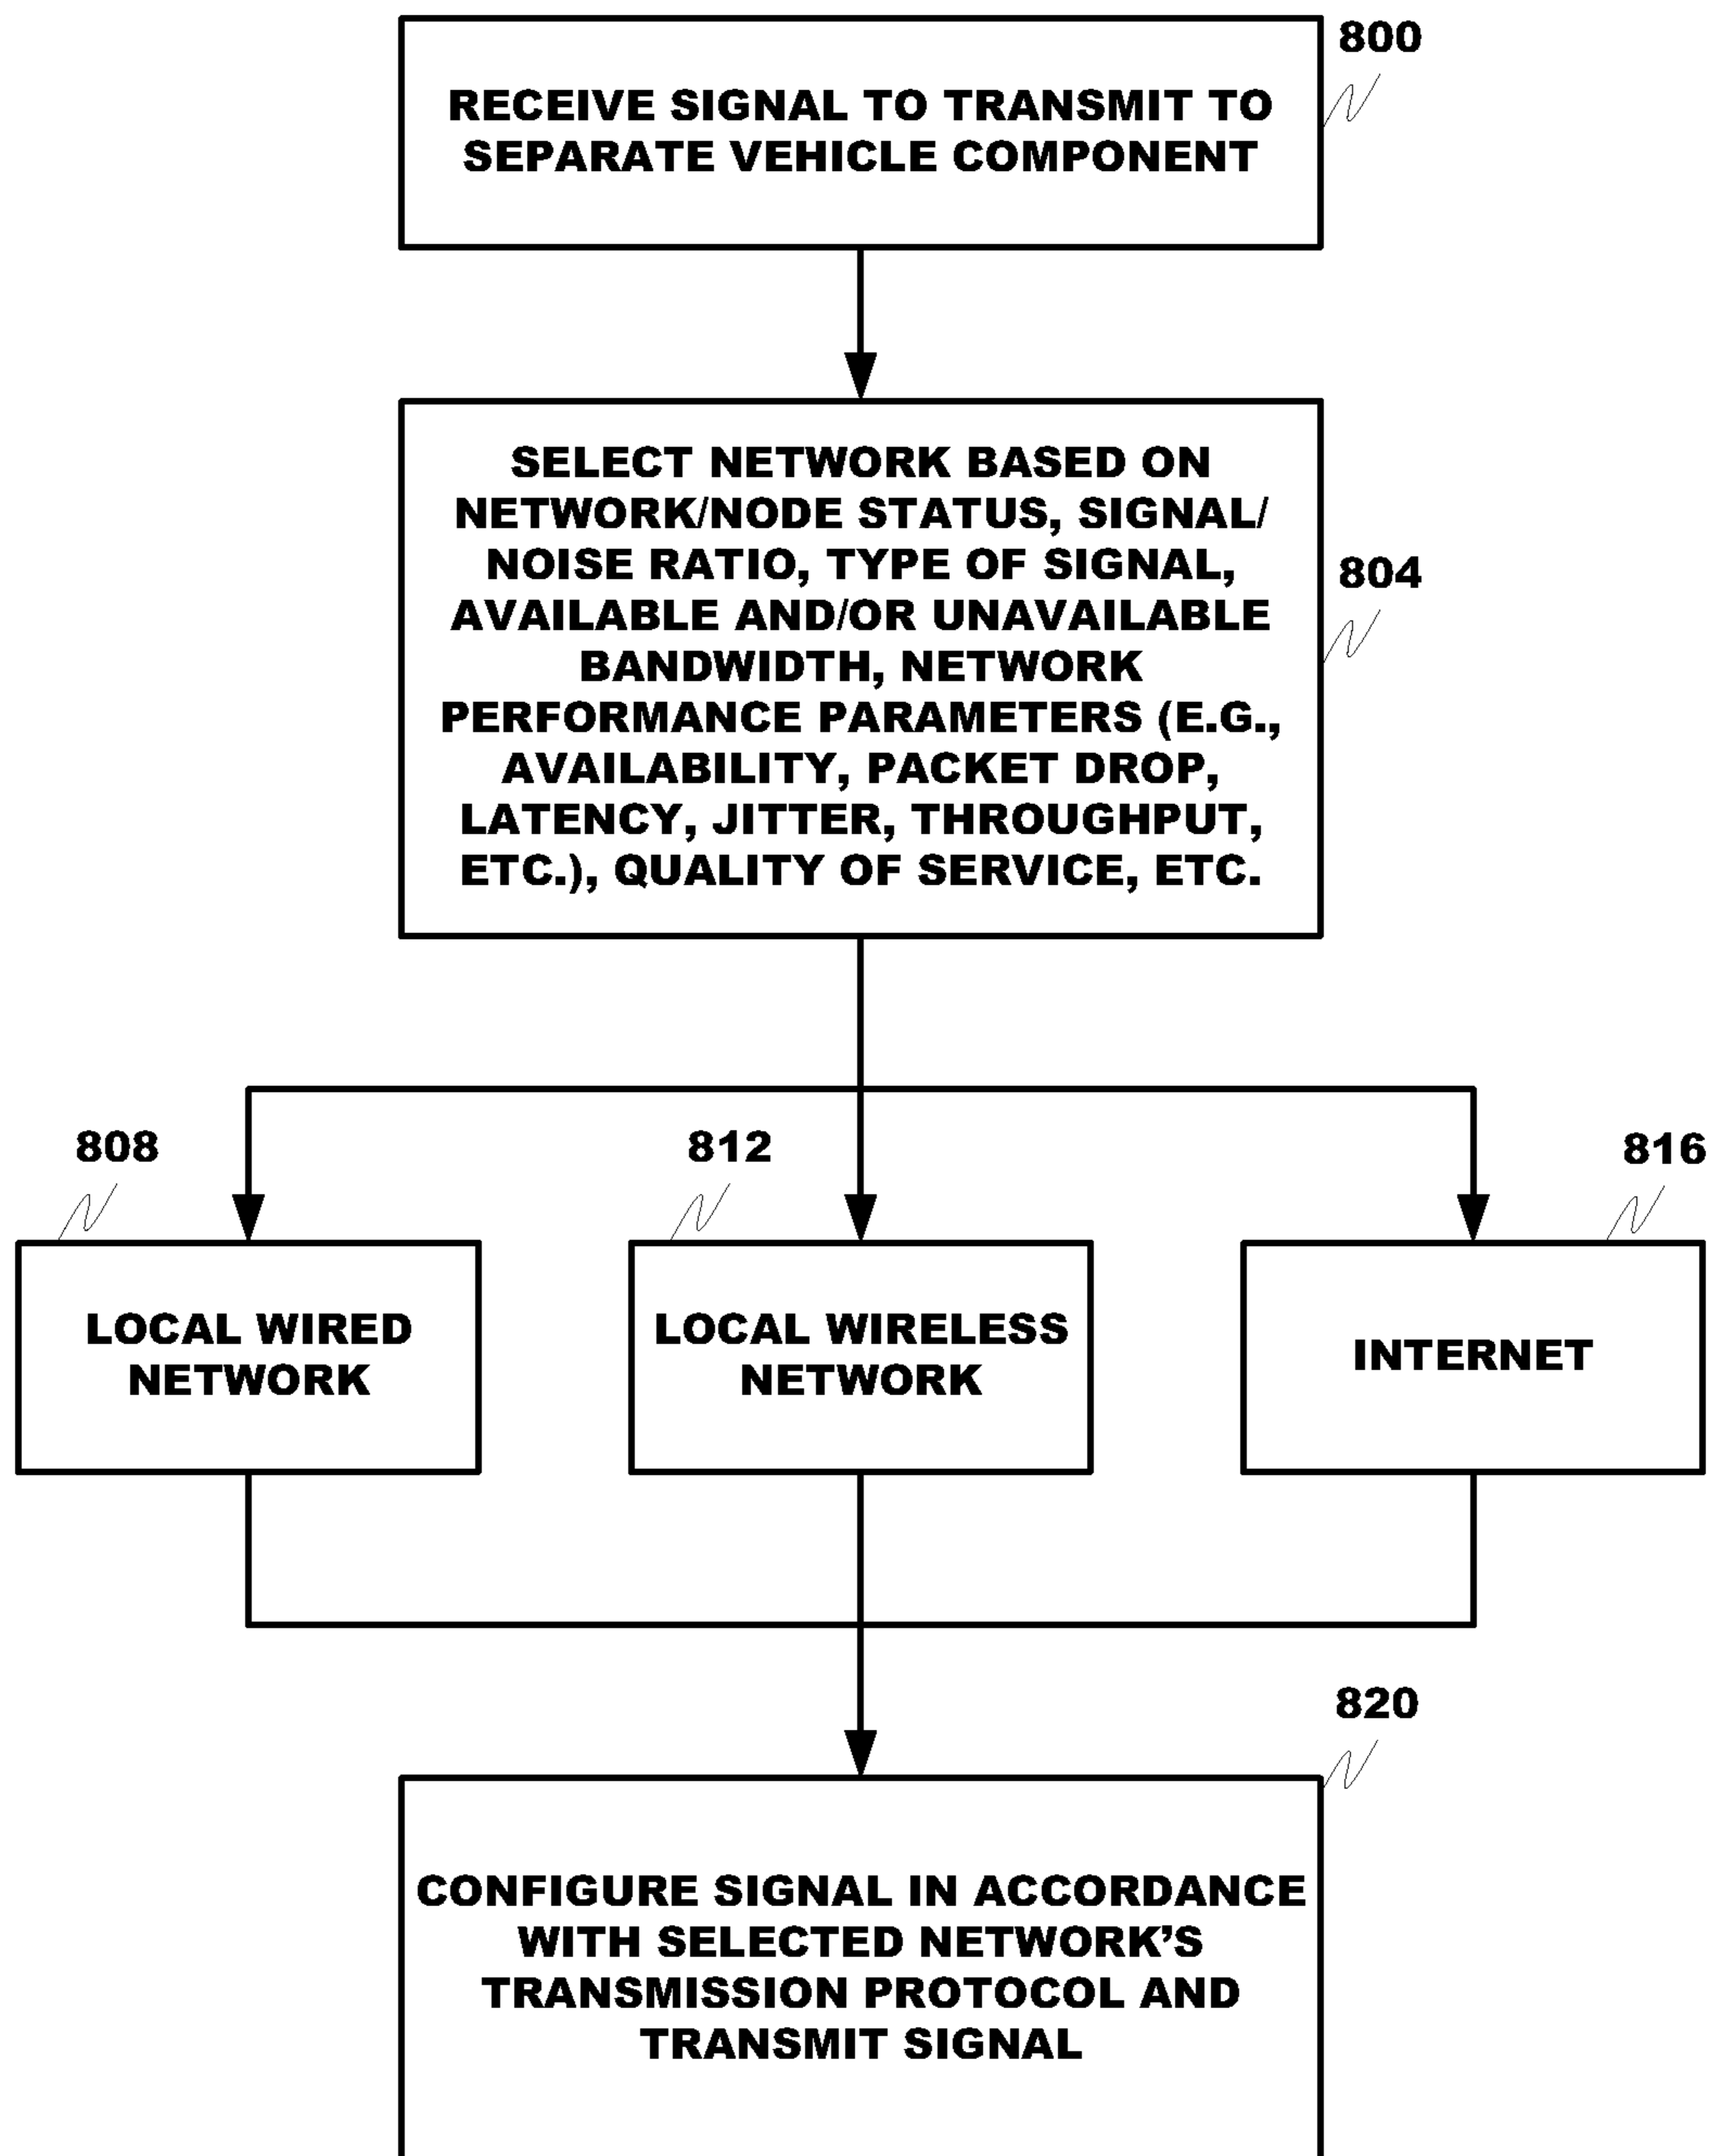 800
RECEIVE SIGNAL TO TRANSMIT TO
SEPARATE VEHICLE COMPONENT
SELECT NETWORK BASED ON
NETWORK/NODE STATUS, SIGNAL/
NOISE RATIO, TYPE OF SIGNAL,
AVAILABLE AND/OR UNAVAILABLE
BANDWIDTH, NETWORK
PERFORMANCE PARAMETERS (E.G.,
AVAILABILITY, PACKET DROP,
LATENCY, JITTER, THROUGHPUT,
ETC.), QUALITY OF SERVICE, ETC.
804
808
812
816
LOCAL WIRED
NETWORK
LOCAL WIRELESS
NETWORK
INTERNET
820
CONFIGURE SIGNAL IN ACCORDANCE
WITH SELECTED NETWORK’S
TRANSMISSION PROTOCOL AND
TRANSMIT SIGNAL